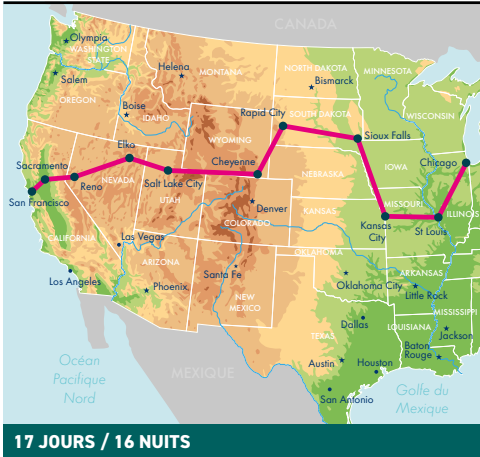 CANADA
Olympia
WASHINGTON
STATE
Helena
MONTANA
NORTH DAKOTA
Bismarck
MINNESOTA
Salem
OREGON
Boise
IDAHO
Rapid City
SOUTH DAKOTA
WISCONSIN
WYOMING
Sioux Falls
Elko
Cheyenne
IOWA
Chicago
Sacramento
Reno
NEVADA
Salt Lake City
NEBRASKA
San Francisco
UTAH
Denver
COLORADO
KANSAS
MISSOURI
ILLINOIS
Kansas
City
St Louis
CALIFORNIA
Las Vegas
OKLAHOMA
ARIZONA
Santa Fe
ARKANSAS
Los Angeles
Phoenix
Oklahoma City
Little Rock
NEW
MEXICO
MISSISSIPPI
Dallas
LOUISIANA
Jackson
TEXAS
Baton
Rouge
Océan
Pacifique
Nord
MEXIQUE
Austin
Houston
San Antonio
Golfe du
Mexique
17 JOURS / 16 NUITS